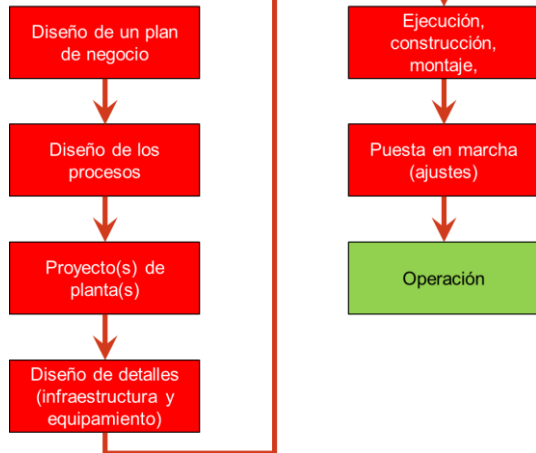 Diseño de un plan
de negocio
Diseño de los
procesos
Proyecto(s) de
planta(s)
Diseño de detalles
(infraestructura y
equipamiento)
Ejecución,
construcción,
montaje,
Puesta en marcha
(ajustes)
Operación